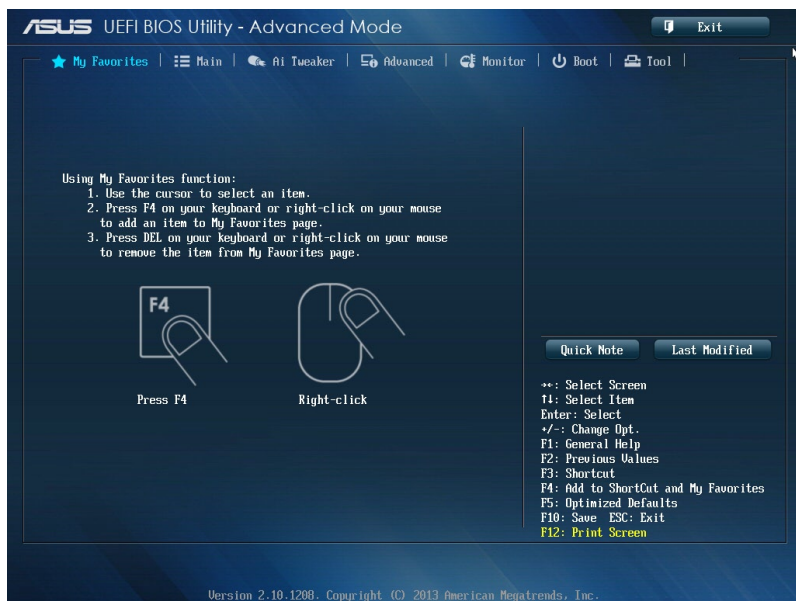 ASUS UEFI BIOS Utility - Advanced Mode
Exit
My Favorites | Main | Ai Tweaker | Advanced | Monitor | Boot | Tool |
Using My Favorites function:
1. Use the cursor to select an item.
2. Press F4 on your keyboard or right-click on your mouse
to add an item to My Favorites page.
3. Press DEL on your keyboard or right-click on your mouse
to remove the item from My Favorites page.
F4
Press F4
Right-click
Quick Note
Last Modified
→←: Select Screen
↑↓: Select Item
Enter: Select
+/-: Change Opt.
F1: General Help
F2: Previous Values
F3: Shortcut
F4: Add to ShortCut and My Favorites
F5: Optimized Defaults
F10: Save ESC: Exit
F12: Print Screen
Version 2.10.1208. Copyright (C) 2013 American Megatrends, Inc.